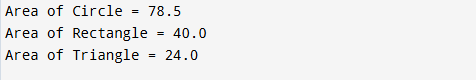 Area of Circle = 78.5
Area of Rectangle = 40.0
Area of Triangle = 24.0